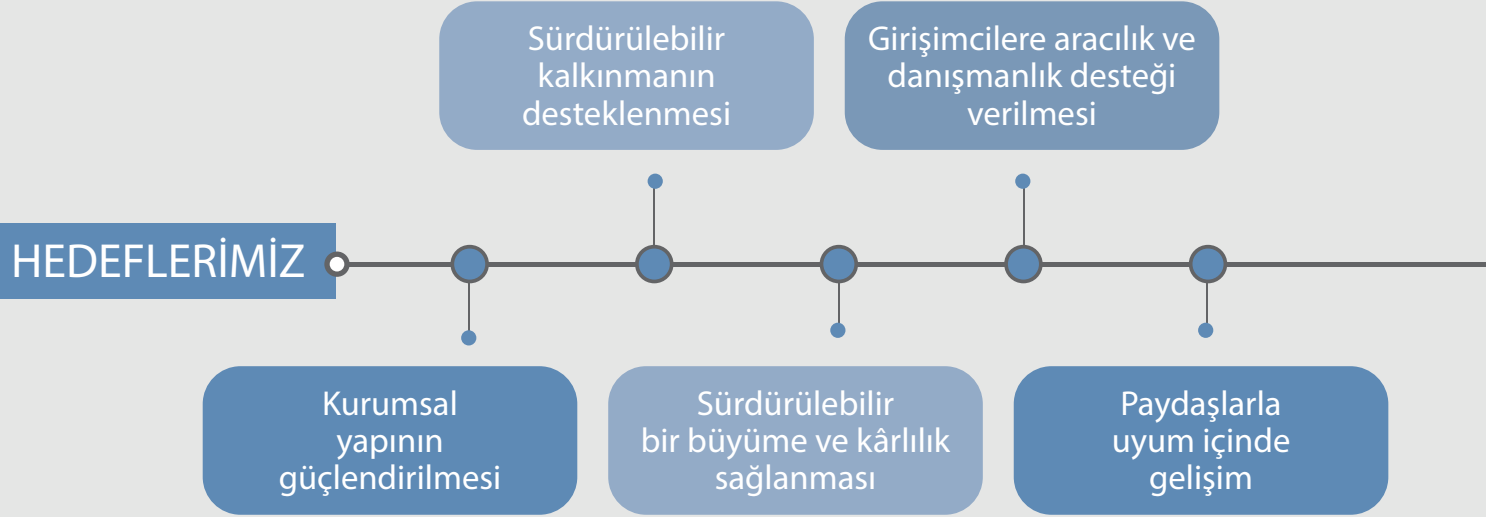 HEDEFLERİMİZ
Kurumsal
yapının
güçlendirilmesi
Sürdürülebilir
kalkınmanın
desteklenmesi
Sürdürülebilir
bir büyüme ve kârlılık
sağlanması
Girişimcilere aracılık ve
danışmanlık desteği
verilmesi
Paydaşlarla
uyum içinde
gelişim